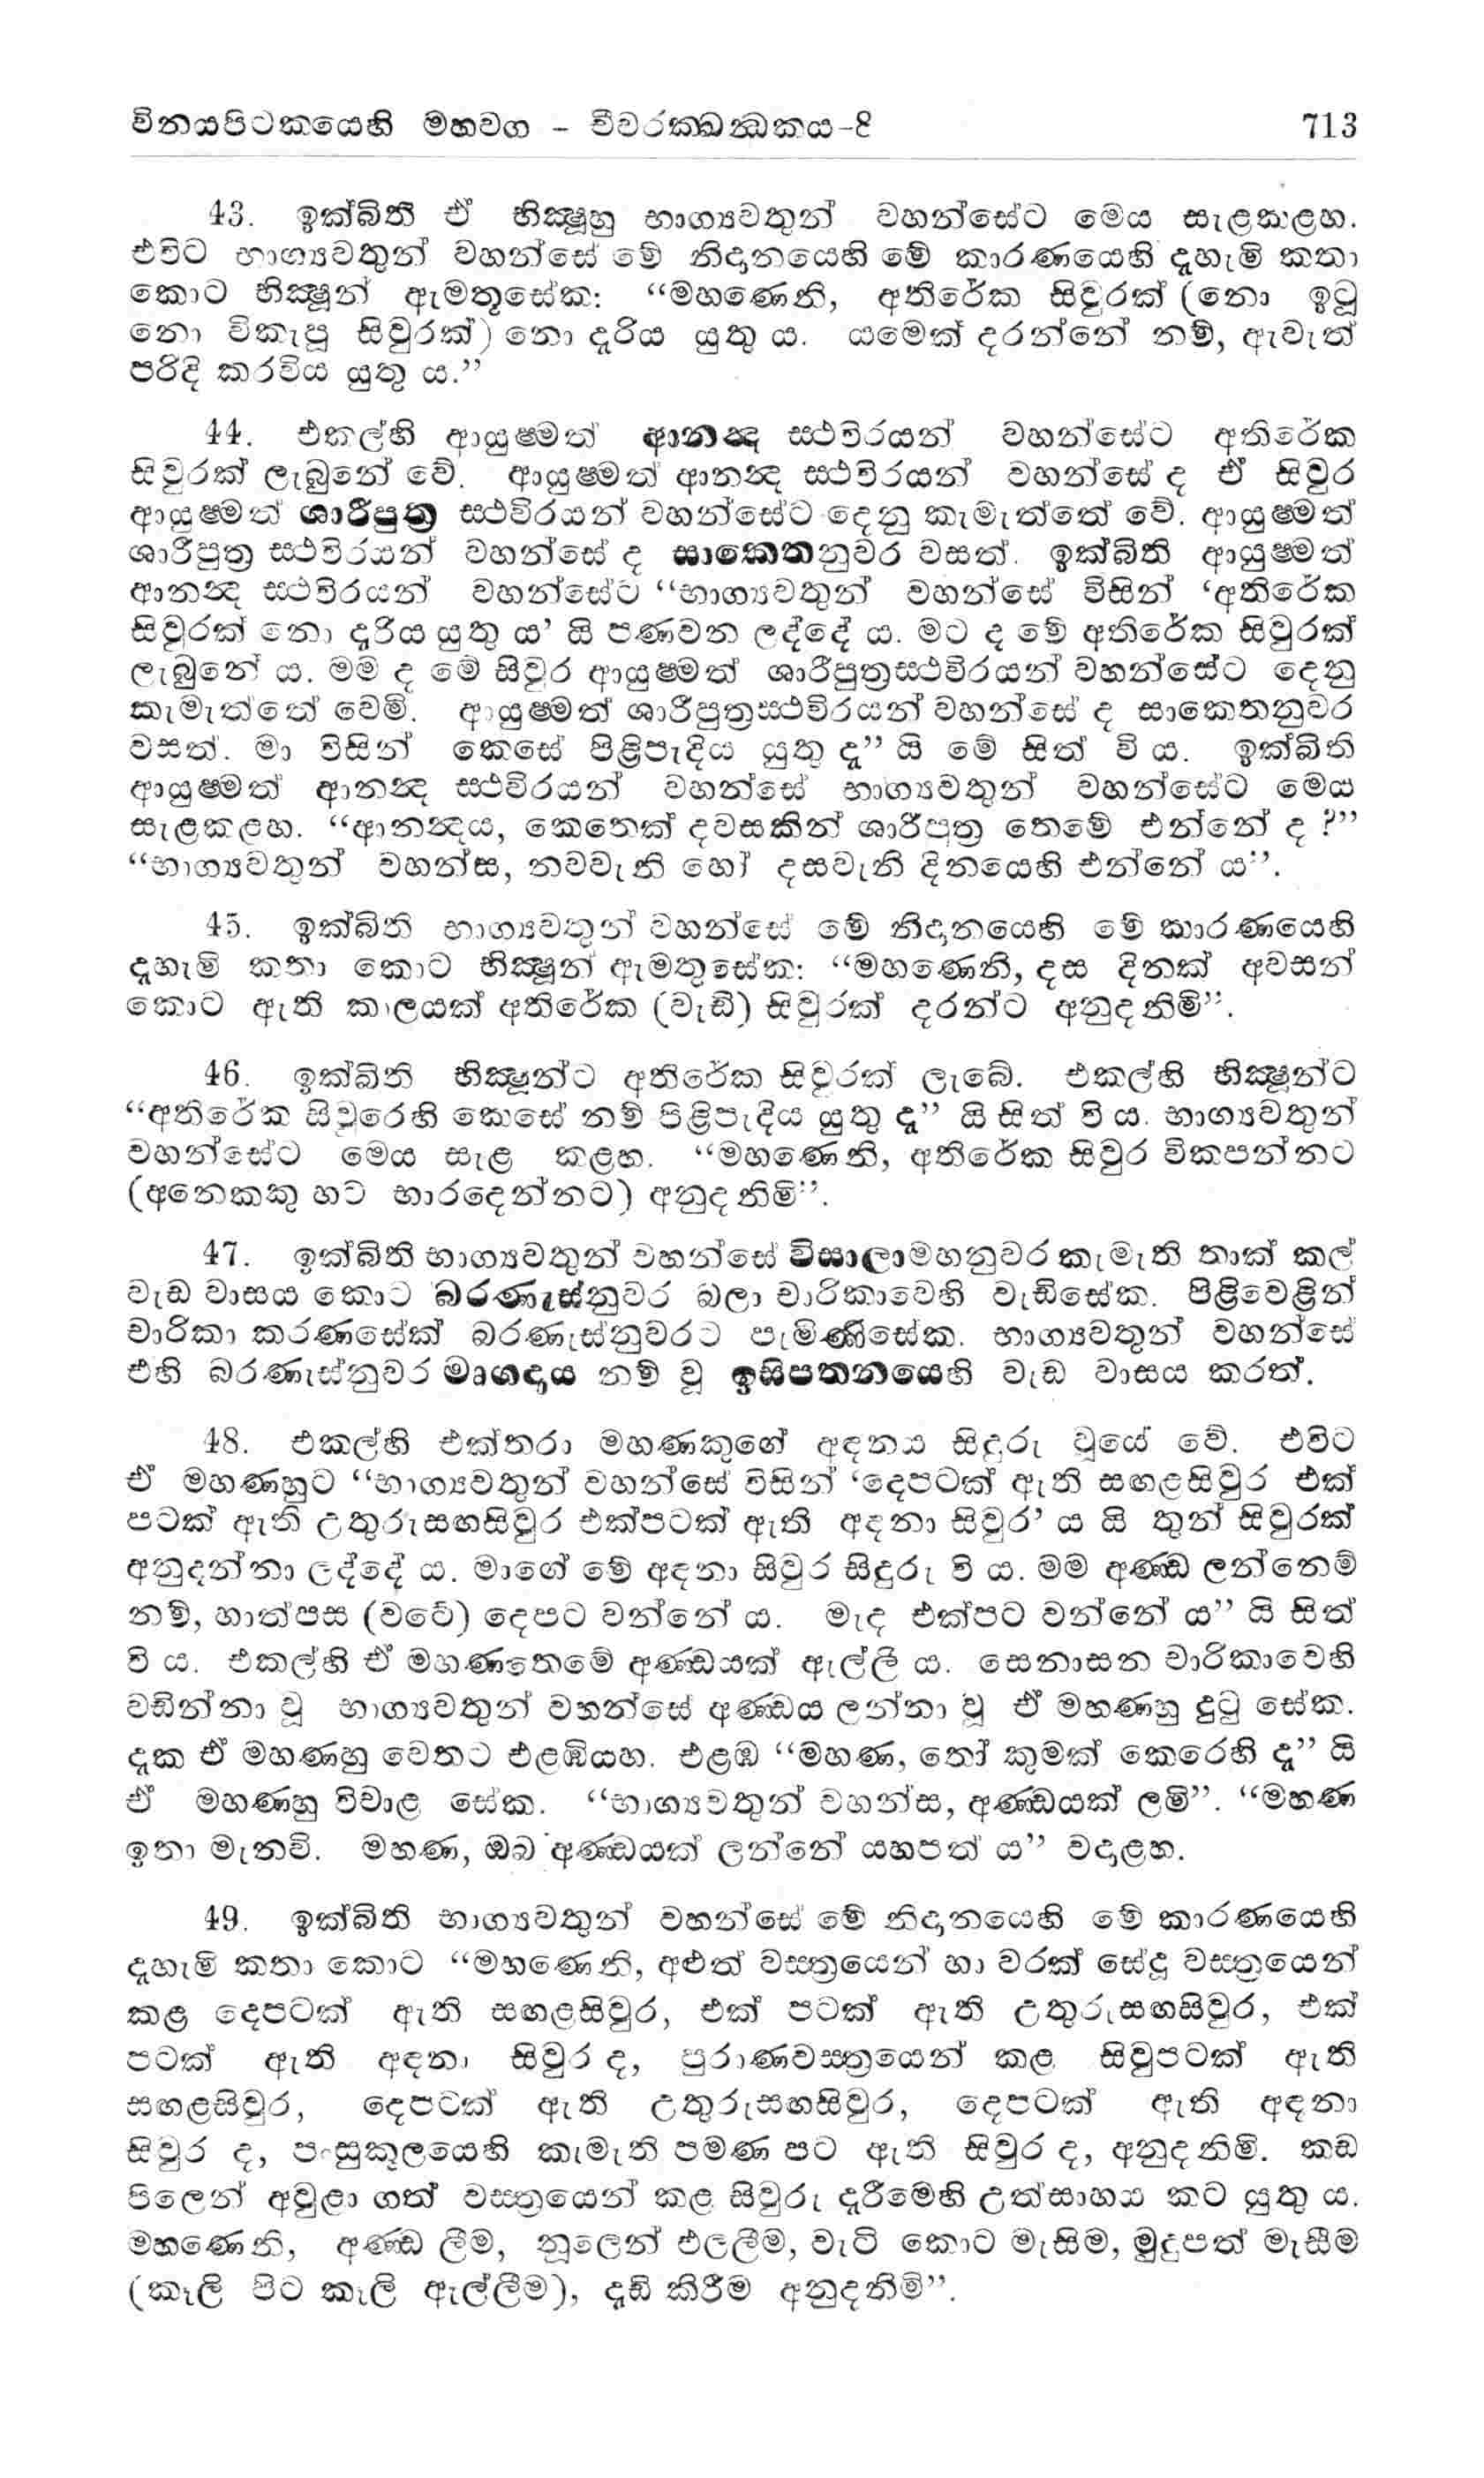 විනයපිටකයෙහි මහවග - චීවරක්ඛන්ධකය-8 713
43. ඉක්බිති ඒ භික්ෂූහු භාග්‍යවතුන් වහන්සේට මෙය සැළකළහ.
එවිට භාග්‍යවතුන් වහන්සේ මේ නිදානයෙහි මේ කාරණයෙහි දැහැමි කතා
කොට භික්ෂූන් ඇමතූසේක: “මහණෙනි, අතිරේක සිවුරක් (නො ඉටූ
නො විකැපූ සිවුරක්) නො දැරිය යුතු ය. යමෙක් දරන්නේ නම්, ඇවැත්
පරිදි කරවිය යුතු ය.”
44. එකල්හි ආයුෂ්මත් ආනන්ද ස්ථවිරයන් වහන්සේට අතිරේක
සිවුරක් ලැබුනේ වේ. ආයුෂ්මත් ආනන්ද ස්ථවිරයන් වහන්සේ ද ඒ සිවුර
ආයුෂ්මත් ශාරීපුත්‍ර ස්ථවිරයන් වහන්සේට දෙනු කැමැත්තේ වේ. ආයුෂ්මත්
ශාරීපුත්‍ර ස්ථවිරයන් වහන්සේ ද සාකෙතනුවර වසත්. ඉක්බිති ආයුෂ්මත්
ආනන්ද ස්ථවිරයන් වහන්සේට “භාග්‍යවතුන් වහන්සේ විසින් ‘අතිරේක
සිවුරක් නො දැරිය යුතු ය’ යි පණවන ලද්දේ ය. මට ද මේ අතිරේක සිවුරක්
ලැබුනේ ය. මම ද මේ සිවුර ආයුෂ්මත් ශාරීපුත්‍රස්ථවිරයන් වහන්සේට දෙනු
කැමැත්තේ වෙමි. ආයුෂ්මත් ශාරීපුත්‍රස්ථවිරයන් වහන්සේ ද සාකෙතනුවර
වසත්. මා විසින් කෙසේ පිළිපැදිය යුතු දැ” යි මේ සිත් වි ය. ඉක්බිති
ආයුෂ්මත් ආනන්ද ස්ථවිරයන් වහන්සේ භාග්‍යවතුන් වහන්සේට මෙය
සැළකළහ. “ආනන්දය, කෙතෙක් දවසකින් ශාරීපුත්‍ර තෙමේ එන්නේ ද ?”
“භාග්‍යවතුන් වහන්ස, නවවැනි හෝ දසවැනි දිනයෙහි එන්නේ ය”.
45. ඉක්බිති භාග්‍යවතුන් වහන්සේ මේ නිදානයෙහි මේ කාරණයෙහි
දැහැමි කතා කොට භික්ෂූන් ඇමතුසේක: “මහණෙනි, දස දිනක් අවසන්
කොට ඇති කාලයක් අතිරේක (වැඩි) සිවුරක් දරන්ට අනුදනිමි”.
46. ඉක්බිති භික්ෂූන්ට අතිරේක සිවුරක් ලැබේ. එකල්හි භික්ෂූන්ට
“අතිරේක සිවුරෙහි කෙසේ නම් පිළිපැදිය යුතු දැ” යි සිත් වි ය. භාග්‍යවතුන්
වහන්සේට මෙය සැළ කළහ. “මහණෙනි, අතිරේක සිවුර විකපන්නට
(අනෙකකු හට භාරදෙන්නට) අනුදනිමි”.
47. ඉක්බිති භාග්‍යවතුන් වහන්සේ විසාලාමහනුවර කැමැති තාක් කල්
වැඩ වාසය කොට බරණැස්නුවර බලා චාරිකාවෙහි වැඩිසේක. පිළිවෙළින්
චාරිකා කරණසේක් බරණැස්නුවරට පැමිණිසේක. භාග්‍යවතුන් වහන්සේ
එහි බරණැස්නුවර මෘගදාය නම් වූ ඉසිපතනයෙහි වැඩ වාසය කරත්.
48. එකල්හි එක්තරා මහණකුගේ අඳනය සිදුරු වූයේ වේ. එවිට
ඒ මහණහුට “භාග්‍යවතුන් වහන්සේ විසින් ‘දෙපටක් ඇති සඟළසිවුර එක්
පටක් ඇති උතුරුසඟසිවුර එක්පටක් ඇති අඳනා සිවුර’ ය යි තුන් සිවුරක්
අනුදන්නා ලද්දේ ය. මාගේ මේ අඳනා සිවුර සිදුරු වි ය. මම අණ්ඩ ලන්නෙම්
නම්, හාත්පස (වටේ) දෙපට වන්නේ ය. මැද එක්පට වන්නේ ය” යි සිත්
වි ය. එකල්හි ඒ මහණතෙමේ අණ්ඩයක් ඇල්ලී ය. සෙනාසන චාරිකාවෙහි
වඩින්නා වූ භාග්‍යවතුන් වහන්සේ අණ්ඩය ලන්නා වූ ඒ මහණහු දුටු සේක.
දැක ඒ මහණහු වෙතට එළඹියහ. එළඹ “මහණ, තෝ කුමක් කෙරෙහි දැ” යි
ඒ මහණහු විචාළ සේක. “භාග්‍යවතුන් වහන්ස, අණ්ඩයක් ලමි”. “මහණ
ඉතා මැනවි. මහණ, ඔබ අණ්ඩයක් ලන්නේ යහපත් ය” වදාළහ.
49. ඉක්බිති භාග්‍යවතුන් වහන්සේ මේ නිදානයෙහි මේ කාරණයෙහි
දැහැමි කතා කොට “මහණෙනි, අළුත් වස්ත්‍රයෙන් හා වරක් සේදූ වස්ත්‍රයෙන්
කළ දෙපටක් ඇති සඟළසිවුර, එක් පටක් ඇති උතුරුසඟසිවුර, එක්
පටක් ඇති අඳනා සිවුර ද, පුරාණවස්ත්‍රයෙන් කළ සිවුපටක් ඇති
සඟළසිවුර, දෙපටක් ඇති උතුරුසඟසිවුර, දෙපටක් ඇති අඳනා
සිවුර ද, පංසුකූලයෙහි කැමැති පමණ පට ඇති සිවුර ද, අනුදනිමි. කඩ
පිලෙන් අවුළා ගත් වස්ත්‍රයෙන් කළ සිවුරු දැරීමෙහි උත්සාහය කට යුතු ය.
මහණෙනි, අණ්ඩ ලීම, නූලෙන් එලලීම, වැටි කොට මැසීම, මුදුපත් මැසීම
(කැලි පිට කැලි ඇල්ලීම), දැඩි කිරීම අනුදනිමි”.